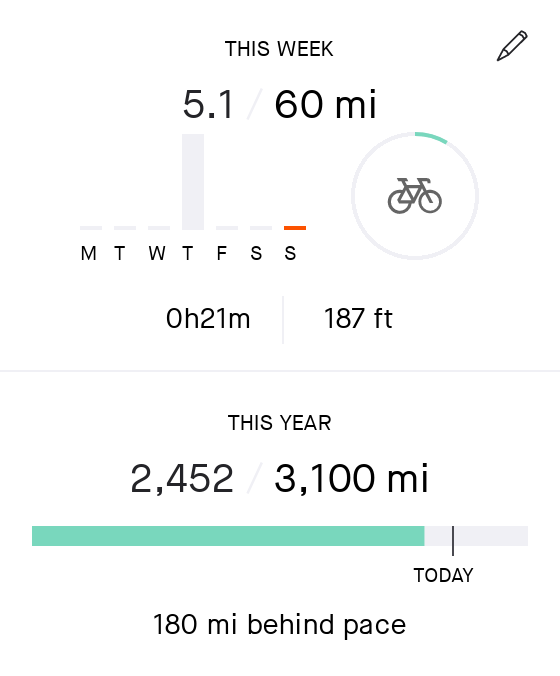 THIS WEEK
5.1 / 60 mi
M T W T F S S
0h21m 187 ft
THIS YEAR
2,452 / 3,100 mi
TODAY
180 mi behind pace